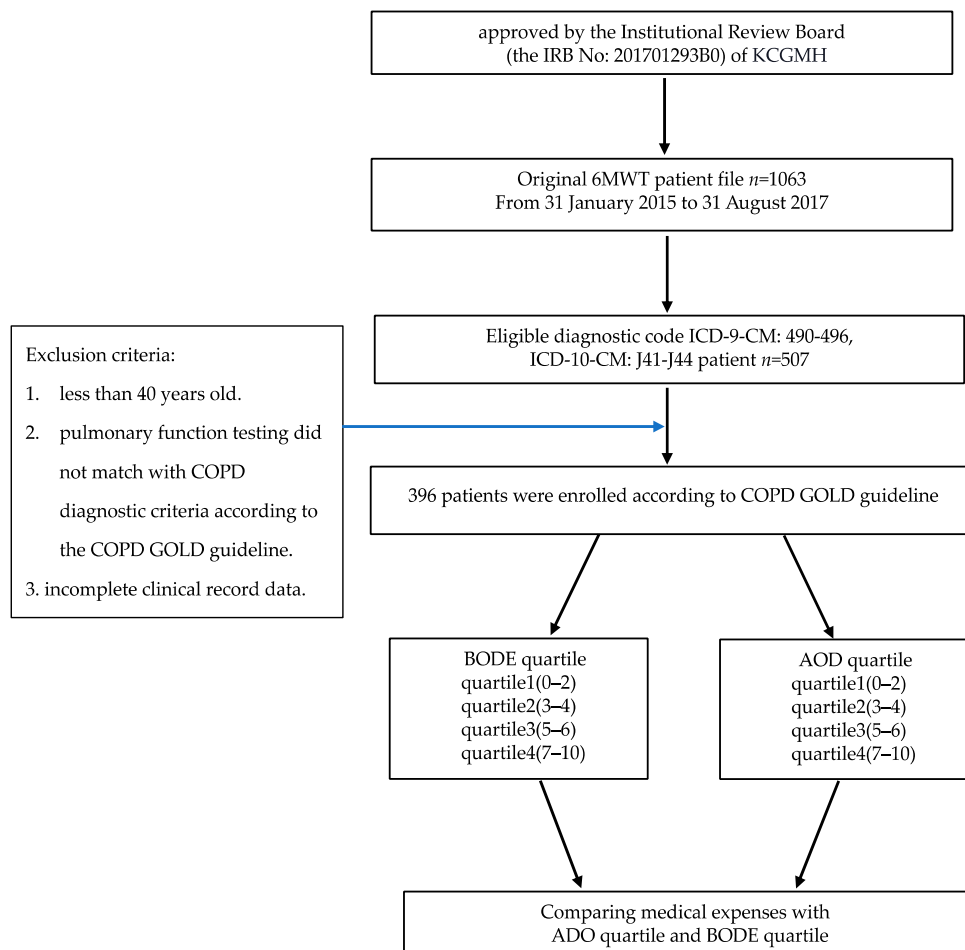 approved by the Institutional Review Board
(the IRB No: 201701293B0) of KCGMH
Original 6MWT patient file n=1063
From 31 January 2015 to 31 August 2017
Eligible diagnostic code ICD-9-CM: 490-496,
ICD-10-CM: J41-J44 patient n=507
Exclusion criteria:
1. less than 40 years old.
2. pulmonary function testing did
not match with COPD
diagnostic criteria according to
the COPD GOLD guideline.
3. incomplete clinical record data.
396 patients were enrolled according to COPD GOLD guideline
BODE quartile
quartile1(0–2)
quartile2(3–4)
quartile3(5–6)
quartile4(7–10)
AOD quartile
quartile1(0–2)
quartile2(3–4)
quartile3(5–6)
quartile4(7–10)
Comparing medical expenses with
ADO quartile and BODE quartile